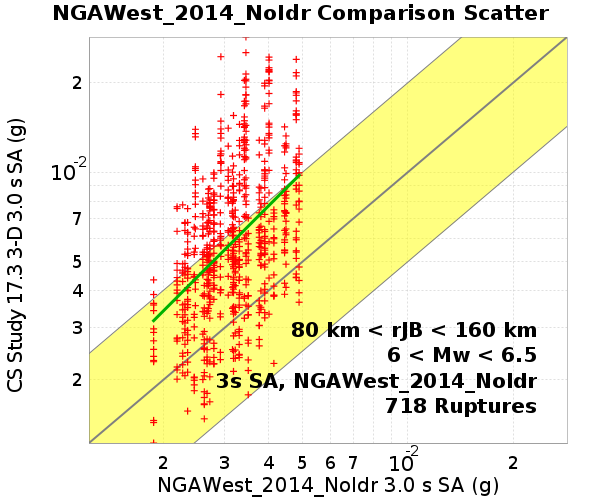 NGAWest_2014_NoIdr Comparison Scatter
CS Study 17.3 3-D 3.0 s SA (g)
2
10-2
7
5
4
3
2
80 km < rJB < 160 km
6 < Mw < 6.5
3s SA, NGAWest_2014_NoIdr
718 Ruptures
2 3 4 5 6 7 10-2 2
NGAWest_2014_NoIdr 3.0 s SA (g)